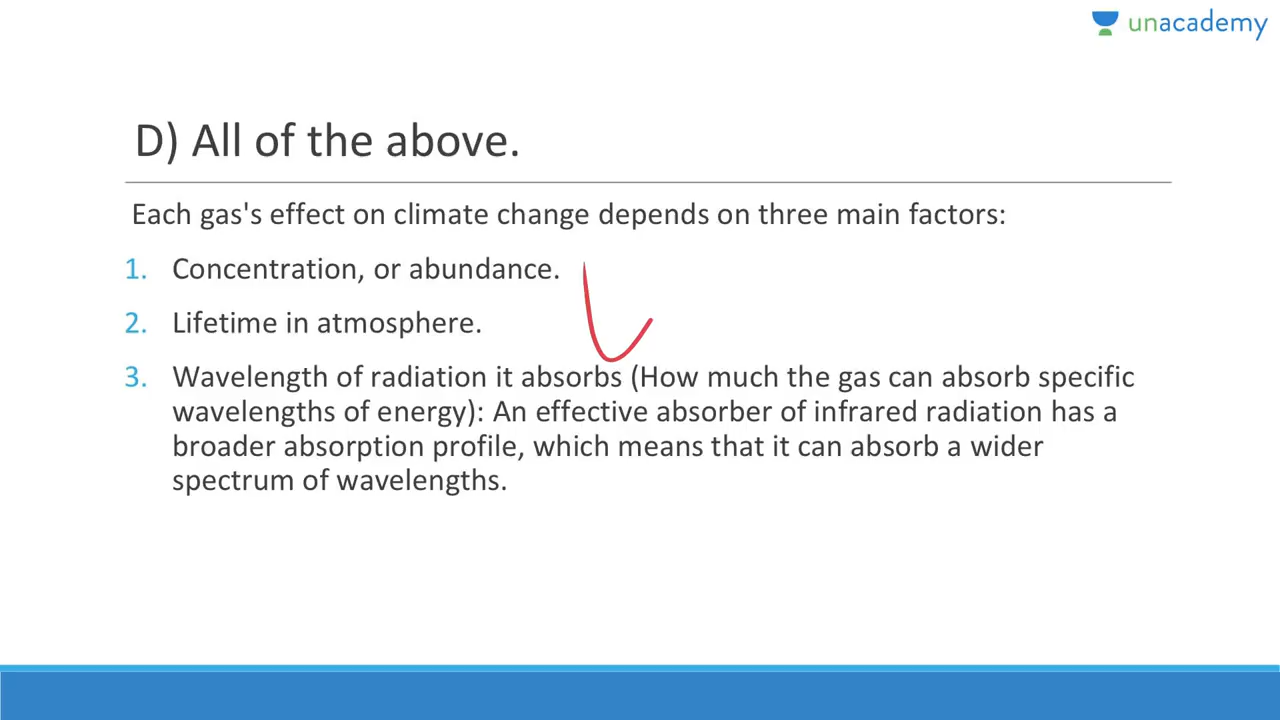 unacademy
D) All of the above.
Each gas's effect on climate change depends on three main factors:
1. Concentration, or abundance.
2. Lifetime in atmosphere.
3. Wavelength of radiation it absorbs (How much the gas can absorb specific
wavelengths of energy): An effective absorber of infrared radiation has a
broader absorption profile, which means that it can absorb a wider
spectrum of wavelengths.